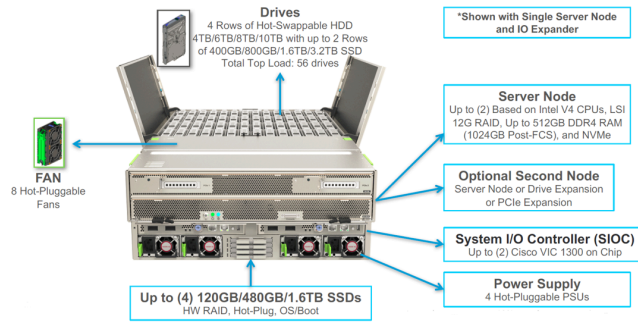 Drives
4 Rows of Hot-Swappable HDD
4TB/6TB/8TB/10TB with up to 2 Rows
of 400GB/800GB/1.6TB/3.2TB SSD
Total Top Load: 56 drives
*Shown with Single Server Node
and IO Expander
Server Node
Up to (2) Based on Intel V4 CPUs, LSI
12G RAID, Up to 512GB DDR4 RAM
(1024GB Post-FCS), and NVMe
FAN
8 Hot-Pluggable
Fans
Optional Second Node
Server Node or Drive Expansion
or PCIe Expansion
System I/O Controller (SIOC)
Up to (2) Cisco VIC 1300 on Chip
Power Supply
4 Hot-Pluggable PSUs
Up to (4) 120GB/480GB/1.6TB SSDs
HW RAID, Hot-Plug, OS/Boot